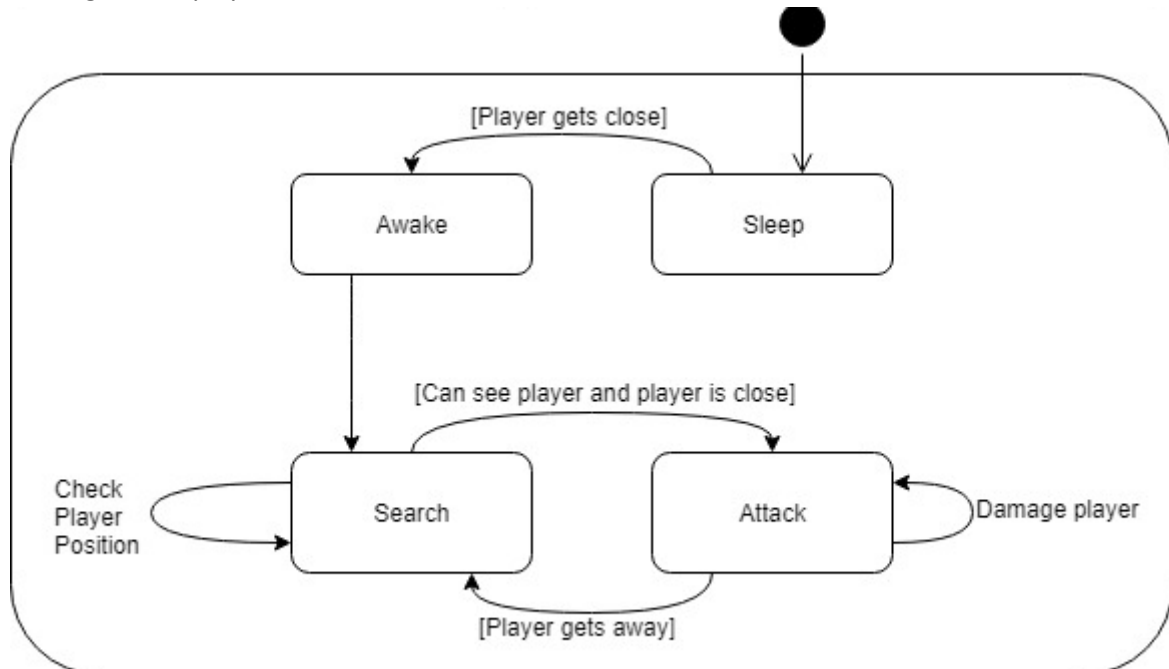 [Player gets close]
Awake
Sleep
[Can see player and player is close]
Check
Player
Position
Search
Attack
Damage player
[Player gets away]